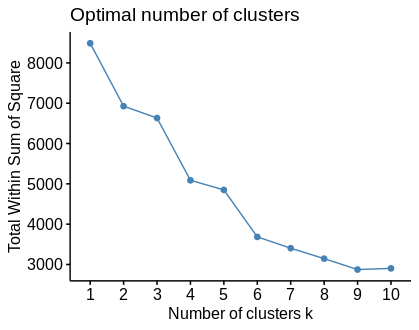 Optimal number of clusters
Total Within Sum of Square
8000
7000
6000
5000
4000
3000
1 2 3 4 5 6 7 8 9 10
Number of clusters k